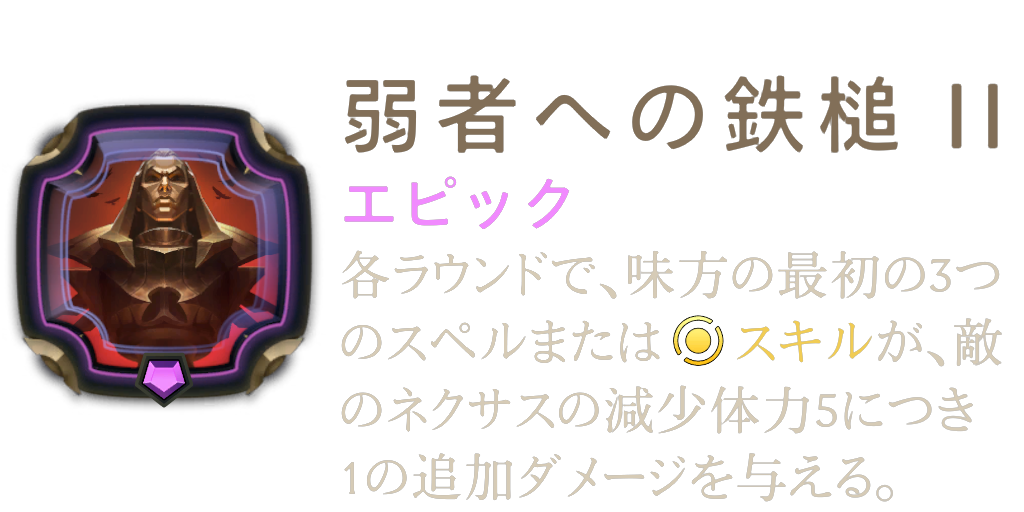 弱者への鉄槌 II
エピック
各ラウンドで、味方の最初の3つ
のスペルまたは スキルが、敵
のネクサスの減少体力5につき
1の追加ダメージを与える。